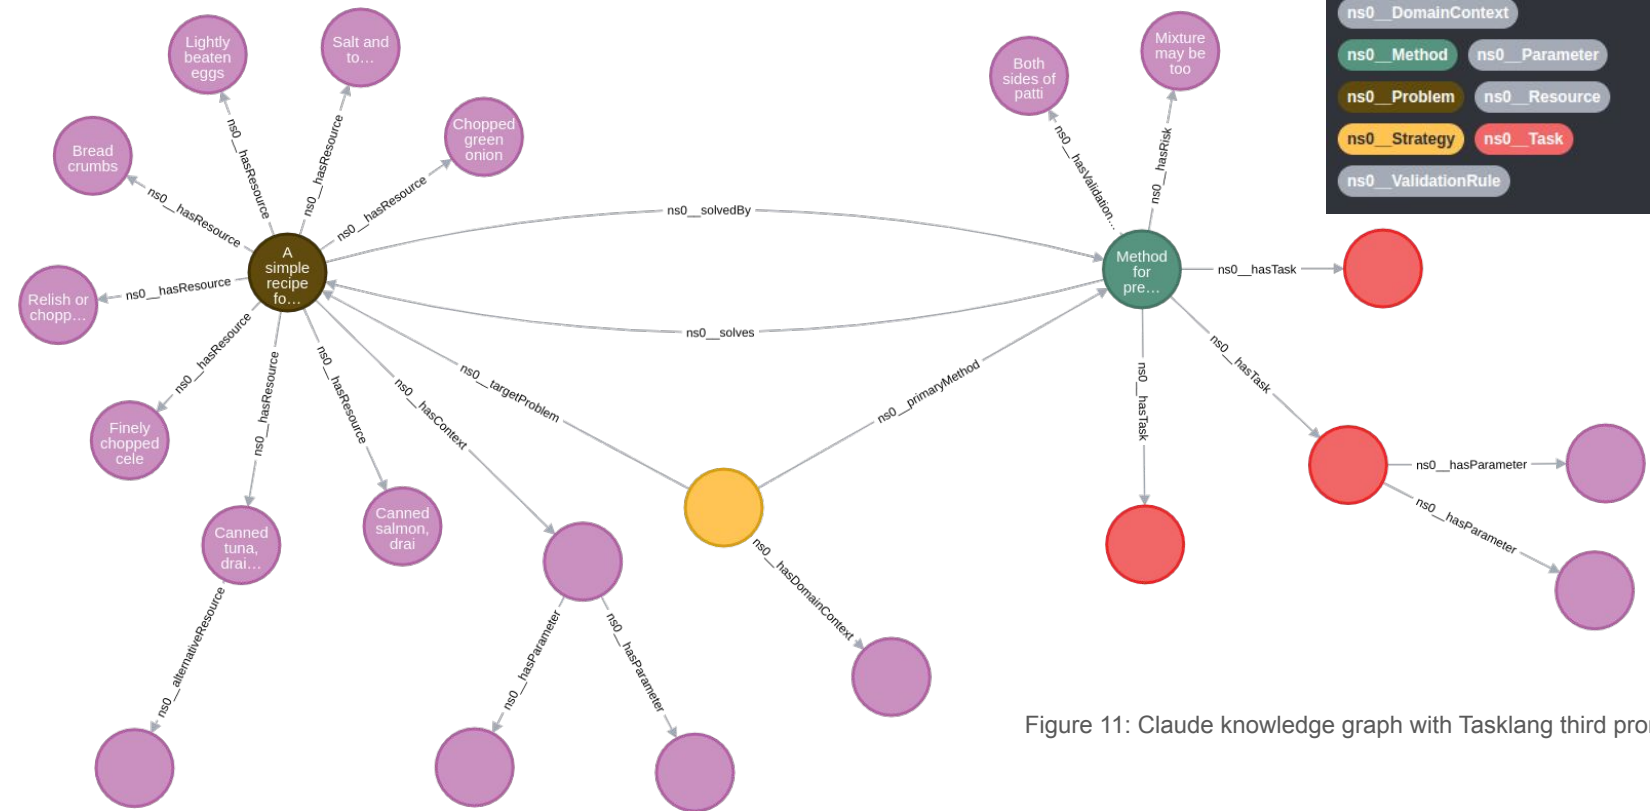 ns0__DomainContext
ns0__Method
ns0__Parameter
ns0__Problem
ns0__Resource
ns0__Strategy
ns0__Task
ns0__ValidationRule
Lightly
beaten
eggs
Salt and
to…
Chopped
green
onion
Bread
crumbs
Relish or
chopp…
Finely
chopped
cele
Canned
tuna,
drai…
Canned
salmon,
drai
A
simple
recipe
fo…
Both
sides of
patti
Mixture
may be
too
Method
for
pre…
ns0__hasResource
ns0__hasResource
ns0__hasResource
ns0__hasResource
ns0__hasResource
ns0__hasResource
ns0__hasResource
ns0__hasResource
ns0__solvedBy
ns0__solves
ns0__targetProblem
ns0__hasContext
ns0__primaryMethod
ns0__hasDomainContext
ns0__alternativeResource
ns0__hasParameter
ns0__hasParameter
ns0__hasValidation…
ns0__hasRisk
ns0__hasTask
ns0__hasTask
ns0__hasTask
ns0__hasParameter
ns0__hasParameter
Figure 11: Claude knowledge graph with Tasklang third pro